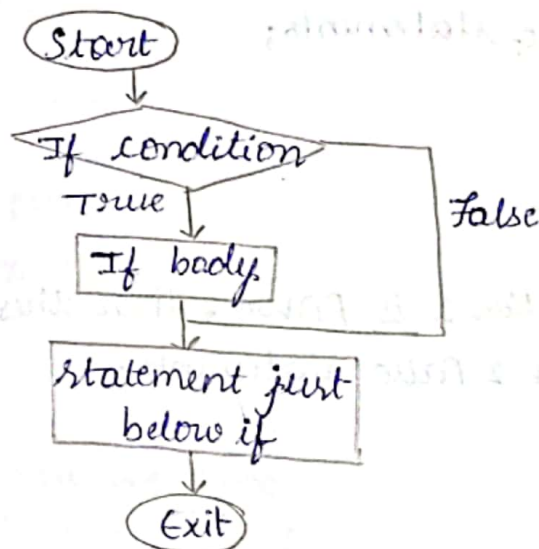 Start
If condition
True
False
If body
statement just
below if
Exit